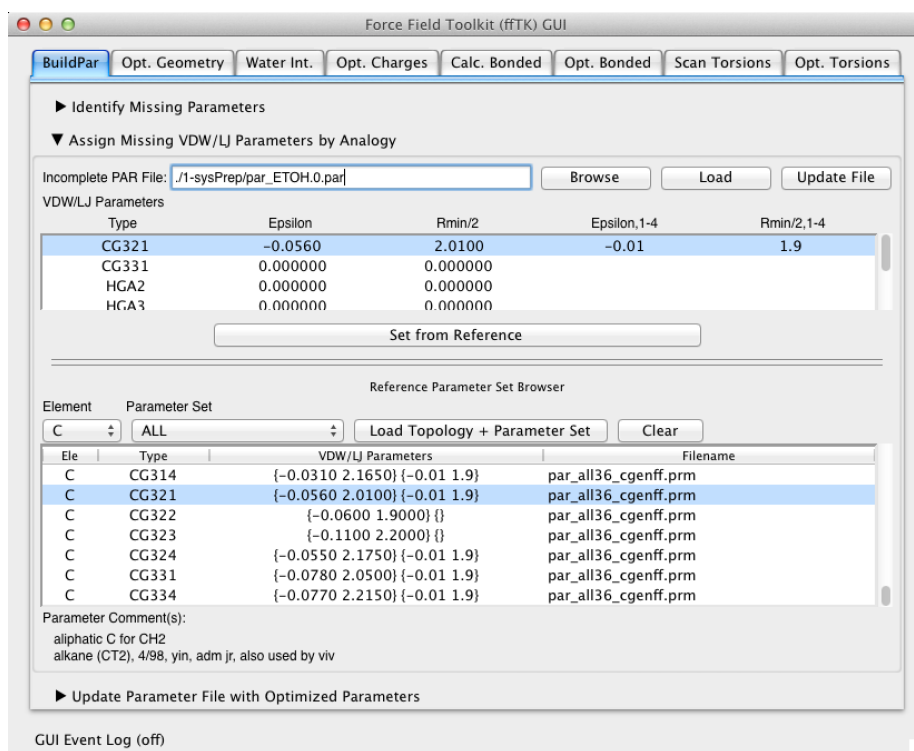 Force Field Toolkit (ffTK) GUI
BuildPar Opt. Geometry Water Int. Opt. Charges Calc. Bonded Opt. Bonded Scan Torsions Opt. Torsions
Identify Missing Parameters
Assign Missing VDW/LJ Parameters by Analogy
Incomplete PAR File: ./1-sysPrep/par_ETOH.0.par Browse Load Update File
VDW/LJ Parameters
Type Epsilon Rmin/2 Epsilon,1-4 Rmin/2,1-4
CG321 -0.0560 2.0100 -0.01 1.9
CG331 0.000000 0.000000
HGA2 0.000000 0.000000
HGA3 0.000000 0.000000
Set from Reference
Reference Parameter Set Browser
Element Parameter Set
C ALL Load Topology + Parameter Set Clear
Ele Type VDW/LJ Parameters Filename
C CG314 {-0.0310 2.1650} {-0.01 1.9} par_all36_cgenff.prm
C CG321 {-0.0560 2.0100} {-0.01 1.9} par_all36_cgenff.prm
C CG322 {-0.0600 1.9000} {} par_all36_cgenff.prm
C CG323 {-0.1100 2.2000} {} par_all36_cgenff.prm
C CG324 {-0.0550 2.1750} {-0.01 1.9} par_all36_cgenff.prm
C CG331 {-0.0780 2.0500} {-0.01 1.9} par_all36_cgenff.prm
C CG334 {-0.0770 2.2150} {-0.01 1.9} par_all36_cgenff.prm
Parameter Comment(s):
aliphatic C for CH2
alkane (CT2), 4/98, yin, adm jr, also used by viv
Update Parameter File with Optimized Parameters
GUI Event Log (off)